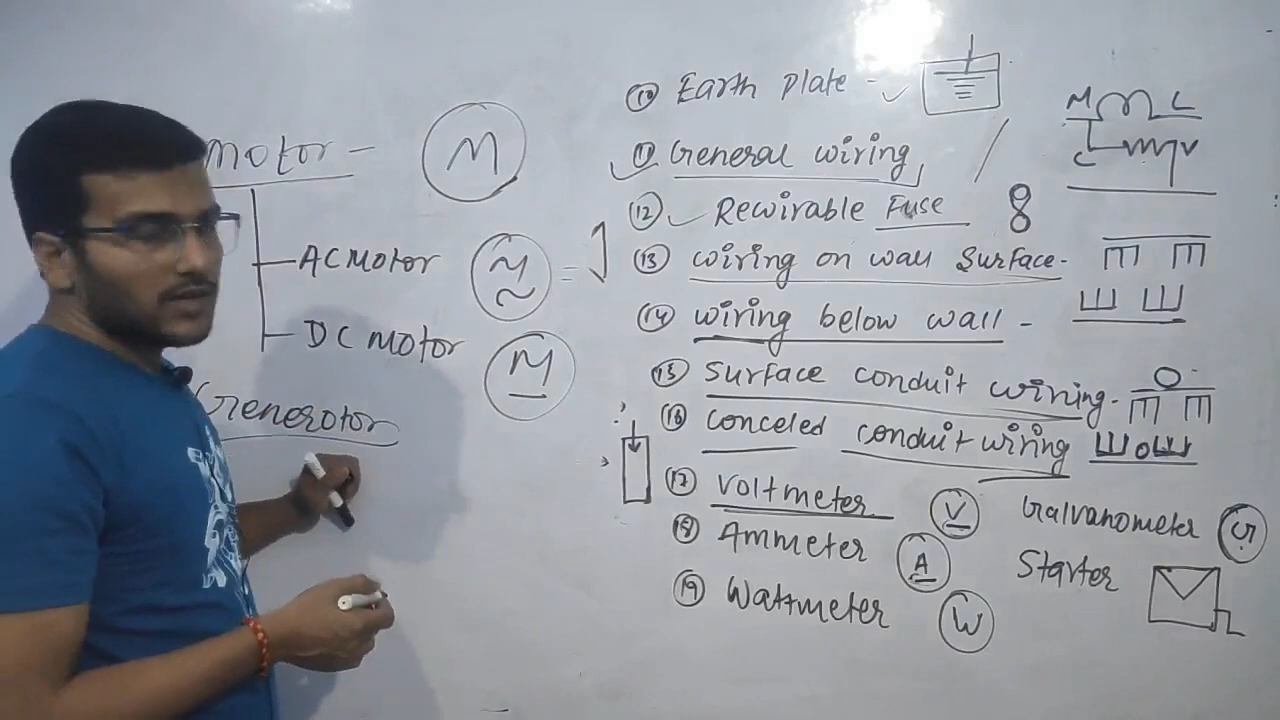 motor - M
AC Motor M ~ =
DC Motor M
Generotor
(10) Earth plate -
(11) General wiring
(12) Rewirable Fuse
(13) wiring on wall Surface -
(14) wiring below wall -
(15) Surface conduit wirining -
(16) conceled conduit wiring
(17) voltmeter V
(18) Ammeter A
(19) Wattmeter W
M L
C V
Galvanometer G
Starter